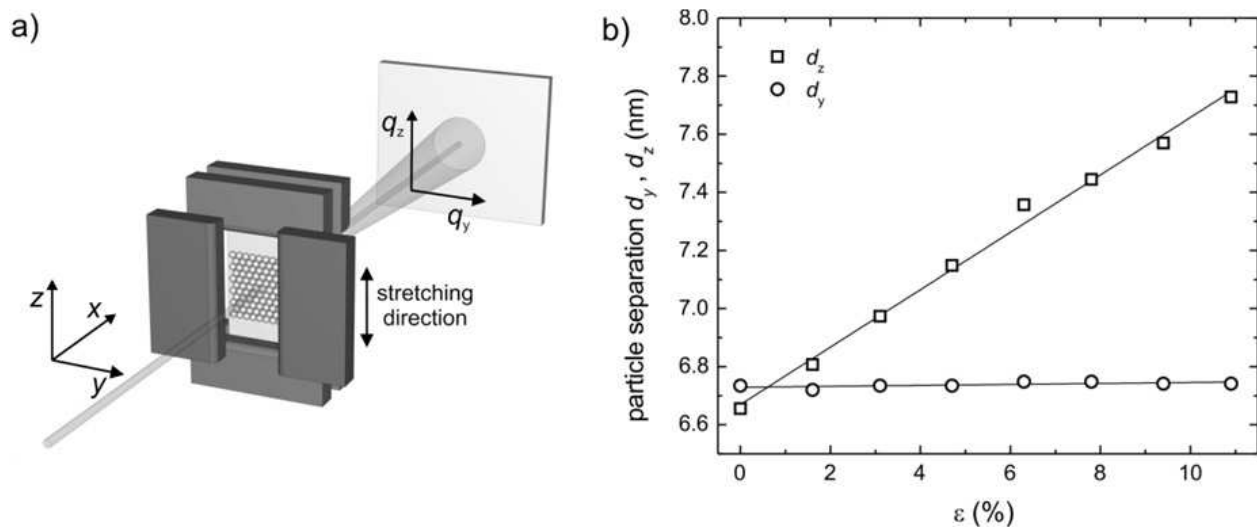 a)
q_z
q_y
z
x
y
stretching
direction
b)
d_z
d_y
particle separation d_y , d_z (nm)
8.0
7.8
7.6
7.4
7.2
7.0
6.8
6.6
0 2 4 6 8 10
ε (%)